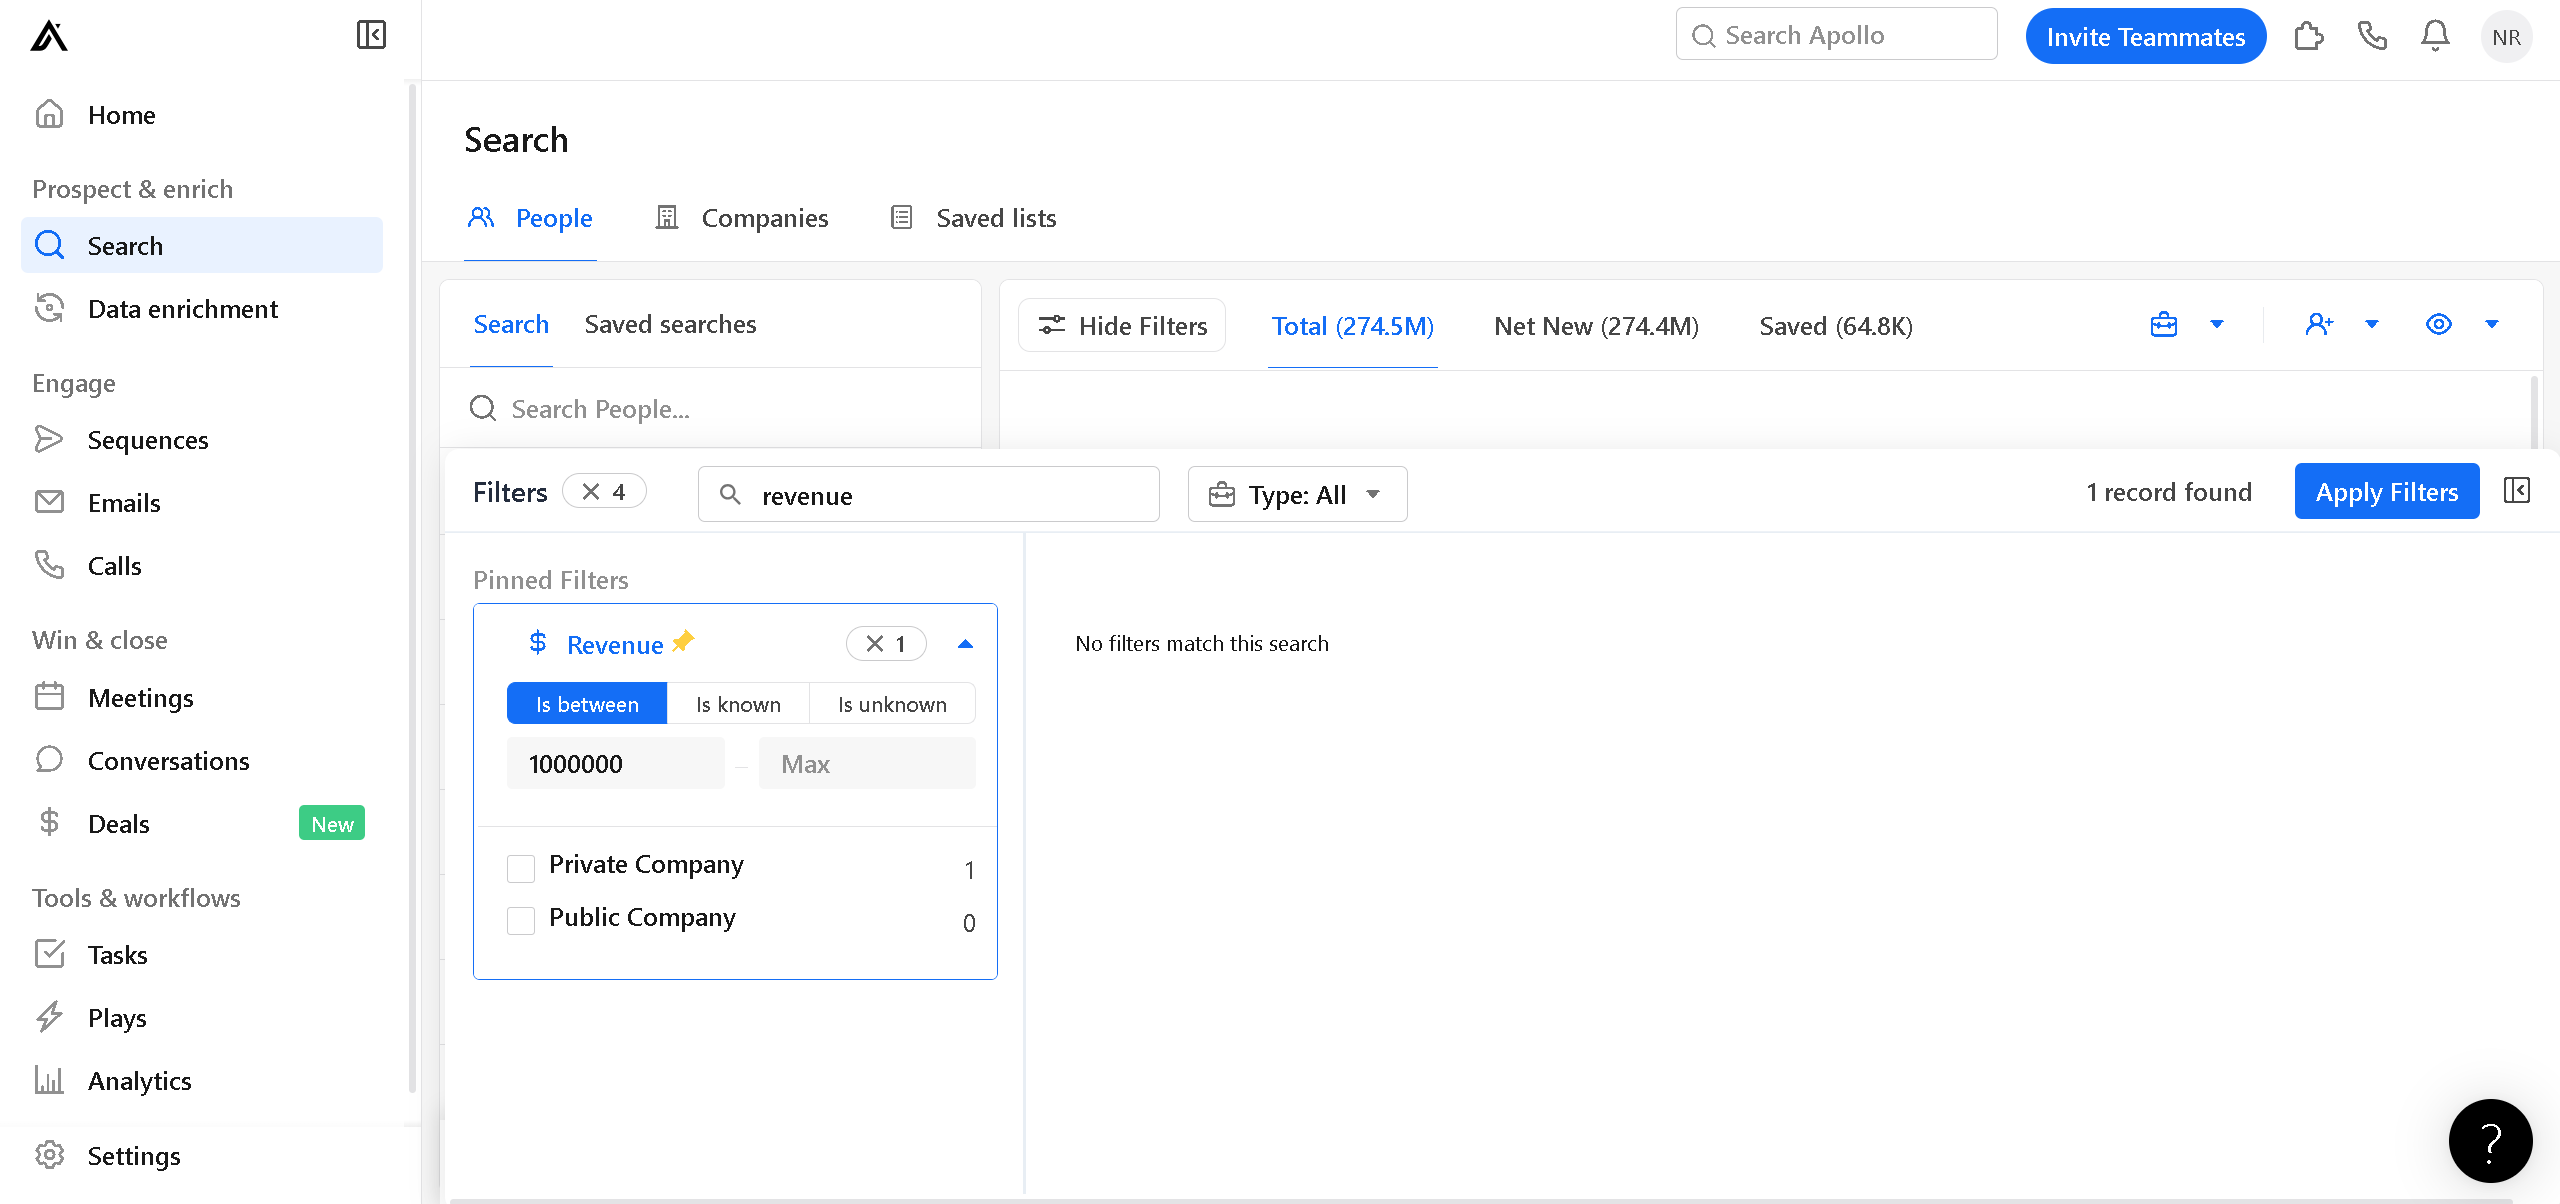 Search Apollo
Invite Teammates
NR
Home
Prospect & enrich
Search
Data enrichment
Engage
Sequences
Emails
Calls
Win & close
Meetings
Conversations
Deals New
Tools & workflows
Tasks
Plays
Analytics
Settings
Search
People Companies Saved lists
Search Saved searches
Search People...
Hide Filters Total (274.5M) Net New (274.4M) Saved (64.8K)
Filters 4 revenue Type: All 1 record found Apply Filters
Pinned Filters
Revenue 1
Is between Is known Is unknown
1000000 – Max
Private Company 1
Public Company 0
No filters match this search
?